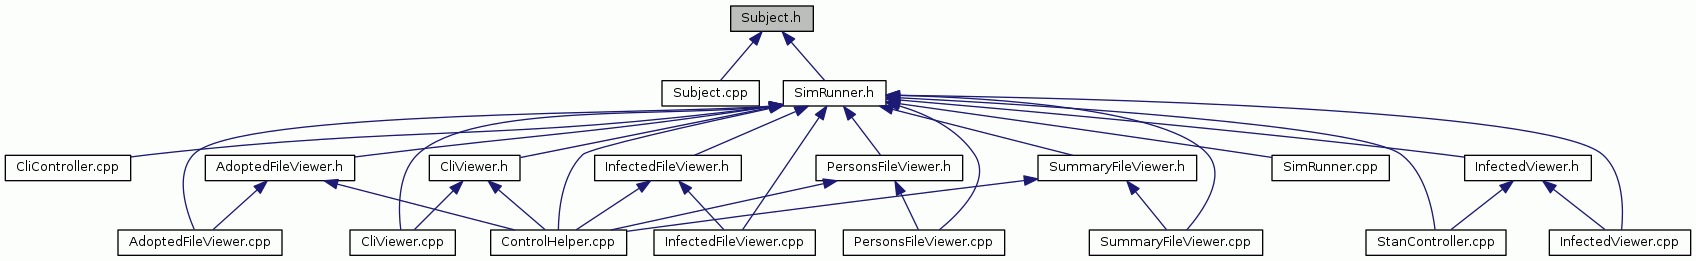 Subject.h
Subject.cpp
SimRunner.h
CliController.cpp
AdoptedFileViewer.h
CliViewer.h
InfectedFileViewer.h
PersonsFileViewer.h
SummaryFileViewer.h
SimRunner.cpp
InfectedViewer.h
AdoptedFileViewer.cpp
CliViewer.cpp
ControlHelper.cpp
InfectedFileViewer.cpp
PersonsFileViewer.cpp
SummaryFileViewer.cpp
StanController.cpp
InfectedViewer.cpp